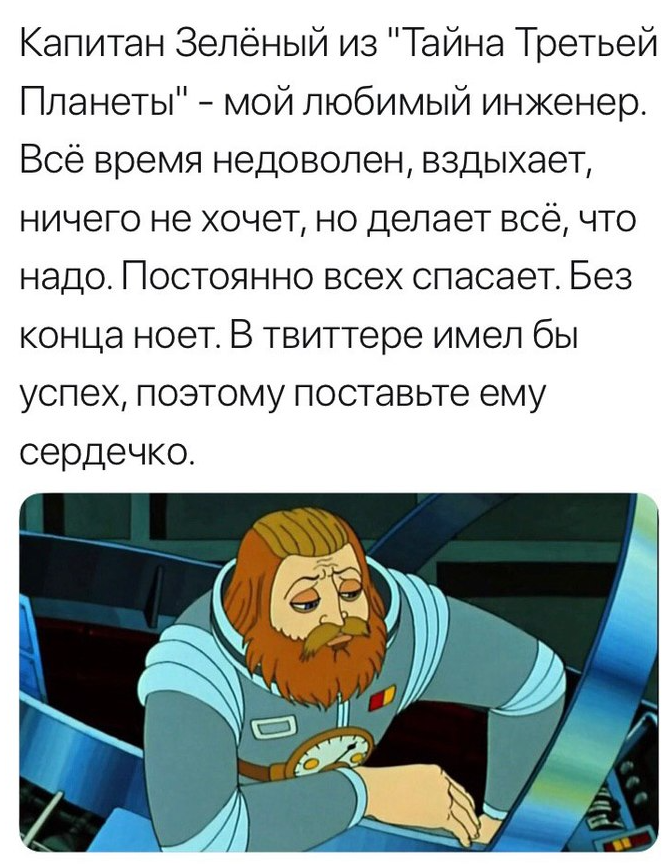 Капитан Зелёный из "Тайна Третьей
Планеты" - мой любимый инженер.
Всё время недоволен, вздыхает,
ничего не хочет, но делает всё, что
надо. Постоянно всех спасает. Без
конца ноет. В твиттере имел бы
успех, поэтому поставьте ему
сердечко.